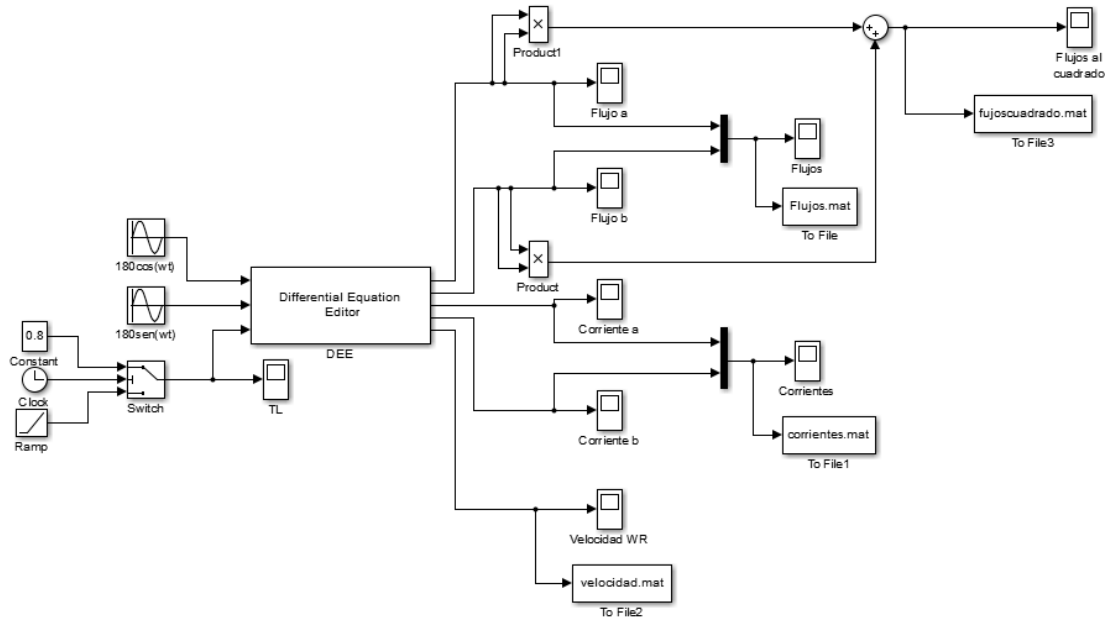 Product1
Flujos al
cuadrado
fujoscuadrado.mat
To File3
Flujo a
Flujos
Flujos.mat
To File
Flujo b
Product
180cos(wt)
Differential Equation
Editor
DEE
180sen(wt)
0.8
Constant
Clock
Ramp
Switch
TL
Corriente a
Corrientes
corrientes.mat
To File1
Corriente b
Velocidad WR
velocidad.mat
To File2